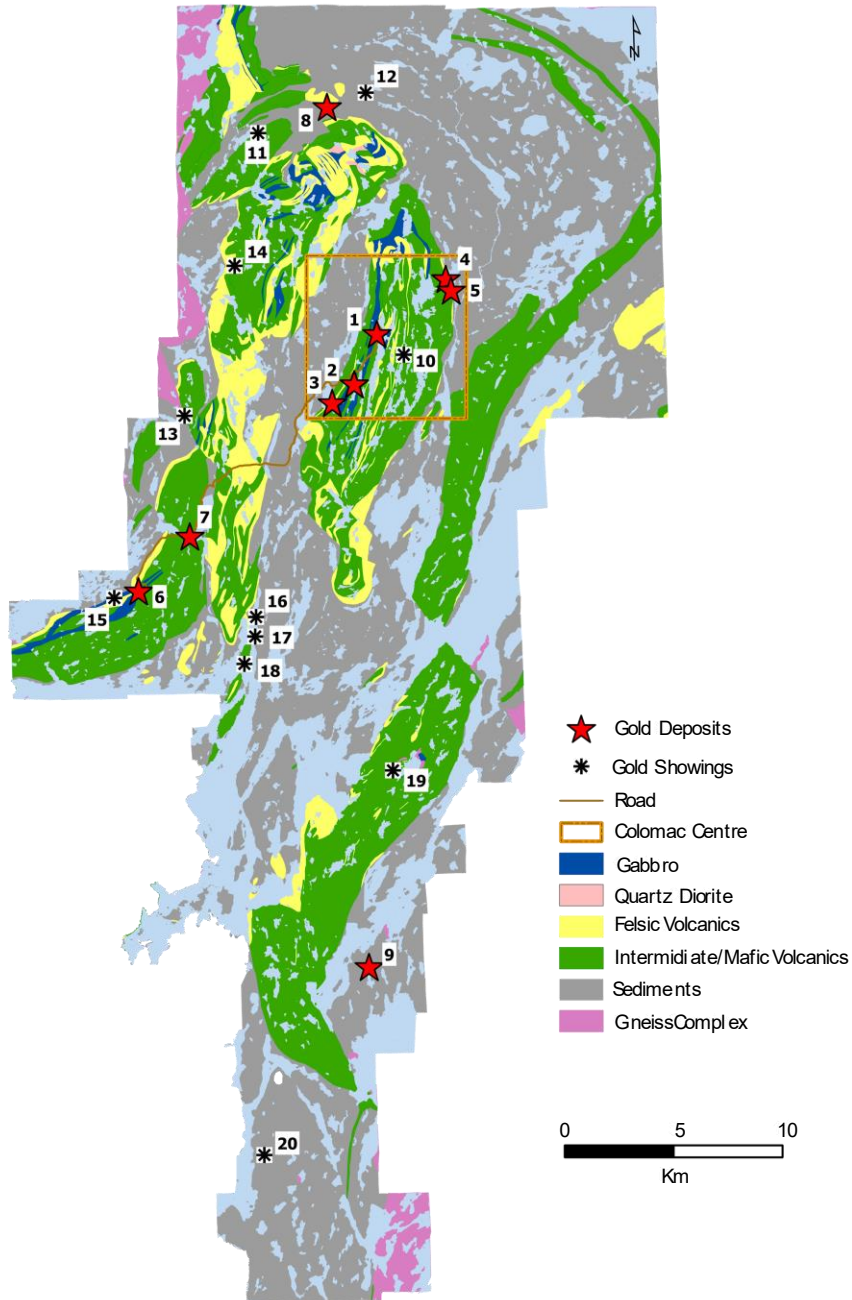 N
12
8
11
14
4
5
1
10
2
3
13
7
6
15
16
17
18
19
9
20
Gold Deposits
Gold Showings
Road
Colomac Centre
Gabbro
Quartz Diorite
Felsic Volcanics
Intermidiate/Mafic Volcanics
Sediments
Gneiss Complex
0 5 10
Km